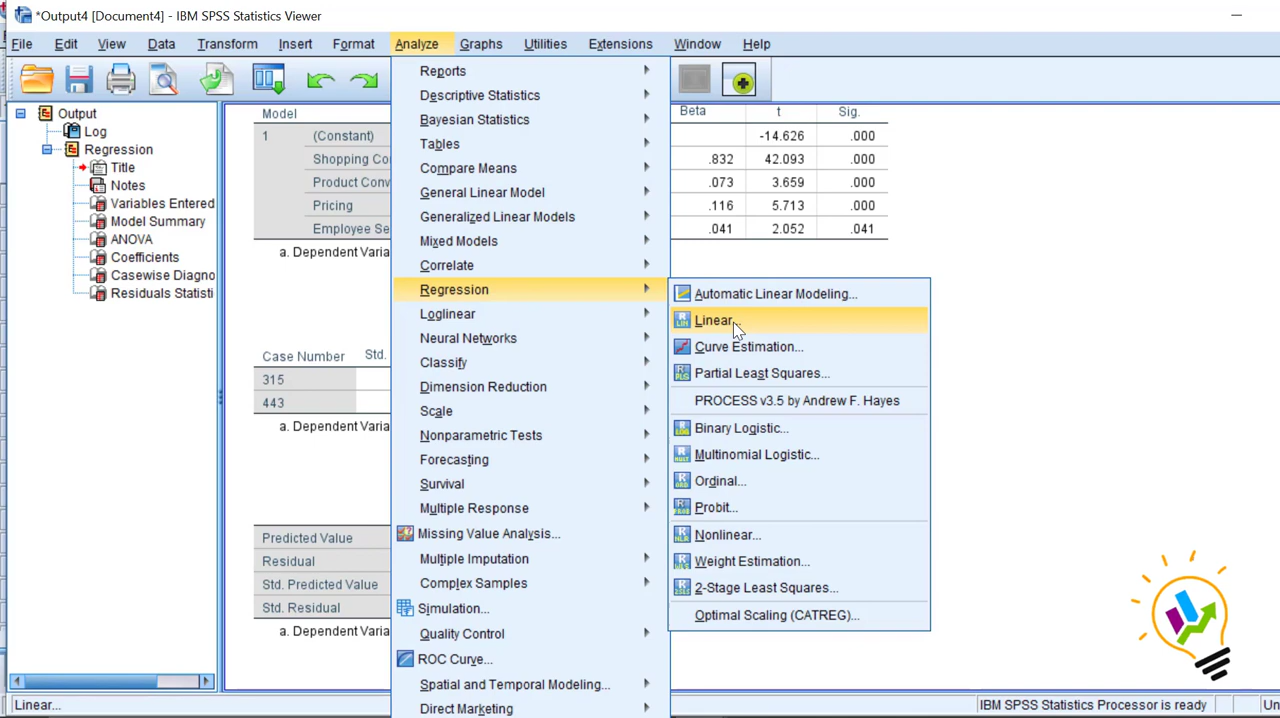 *Output4 [Document4] - IBM SPSS Statistics Viewer
File Edit View Data Transform Insert Format Analyze Graphs Utilities Extensions Window Help
Output
Log
Regression
Title
Notes
Variables Entered
Model Summary
ANOVA
Coefficients
Casewise Diagno
Residuals Statisti
Model Beta t Sig.
1 (Constant) -14.626 .000
Shopping Co .832 42.093 .000
Product Conv .073 3.659 .000
Pricing .116 5.713 .000
Employee Se .041 2.052 .041
a. Dependent Varia
Case Number Std.
315
443
a. Dependent Varia
Predicted Value
Residual
Std. Predicted Value
Std. Residual
a. Dependent Varia
Reports
Descriptive Statistics
Bayesian Statistics
Tables
Compare Means
General Linear Model
Generalized Linear Models
Mixed Models
Correlate
Regression
Loglinear
Neural Networks
Classify
Dimension Reduction
Scale
Nonparametric Tests
Forecasting
Survival
Multiple Response
Missing Value Analysis...
Multiple Imputation
Complex Samples
Simulation...
Quality Control
ROC Curve...
Spatial and Temporal Modeling...
Direct Marketing
Automatic Linear Modeling...
Linear...
Curve Estimation...
Partial Least Squares...
PROCESS v3.5 by Andrew F. Hayes
Binary Logistic...
Multinomial Logistic...
Ordinal...
Probit...
Nonlinear...
Weight Estimation...
2-Stage Least Squares...
Optimal Scaling (CATREG)...
Linear... IBM SPSS Statistics Processor is ready Un